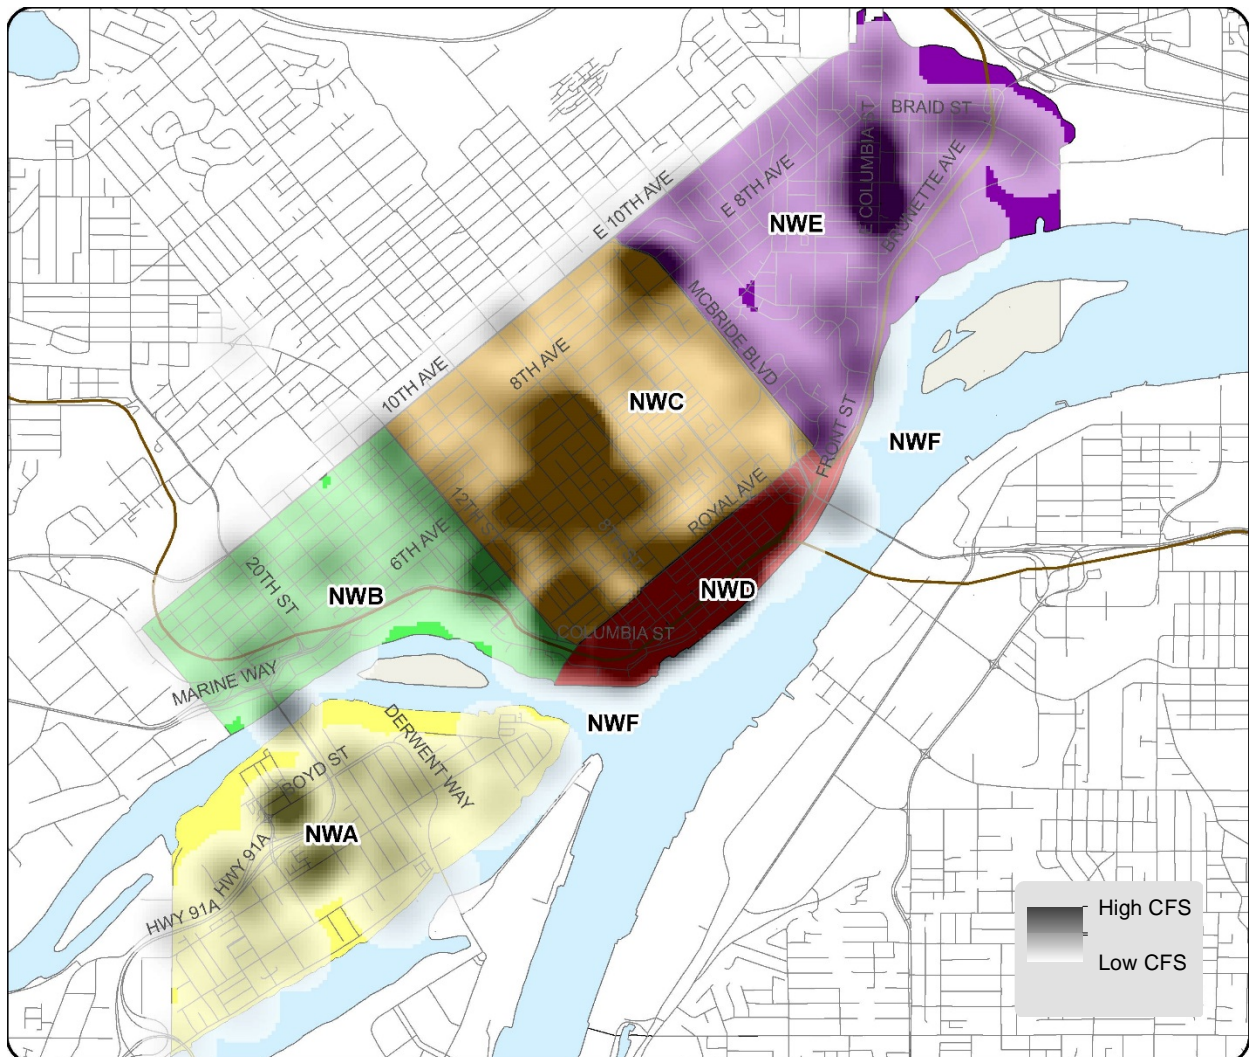 BRAID ST
E COLUMBIA ST
BRUNETTE AVE
E 8TH AVE
E 10TH AVE
NWE
MCBRIDE BLVD
8TH AVE
10TH AVE
NWC
FRONT ST
NWF
ROYAL AVE
12TH S
6TH AVE
20TH ST
NWB
NWD
COLUMBIA ST
MARINE WAY
NWF
DERWENT WAY
BOYD ST
NWA
HWY 91A
HWY 91A
High CFS
Low CFS